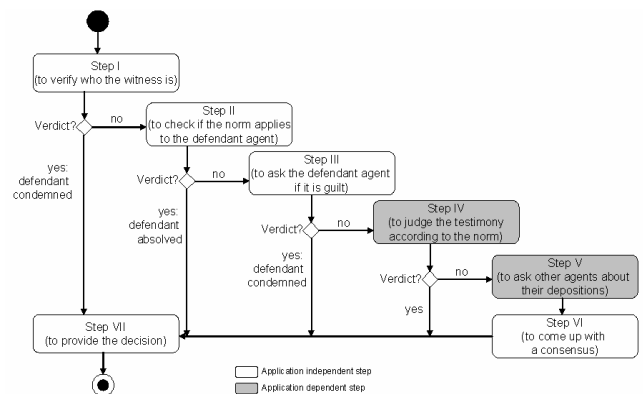 Step I
(to verify who the witness is)
Verdict?
no
Step II
(to check if the norm applies
to the defendant agent)
yes:
defendant
condemned
Verdict?
no
Step III
(to ask the defendant agent
if it is guilt)
yes:
defendant
absolved
Verdict?
no
Step IV
(to judge the testimony
according to the norm)
yes:
defendant
condemned
Verdict?
no
Step V
(to ask other agents about
their depositions)
yes
Step VI
(to come up with
a consensus)
Step VII
(to provide the decision)
Application independent step
Application dependent step